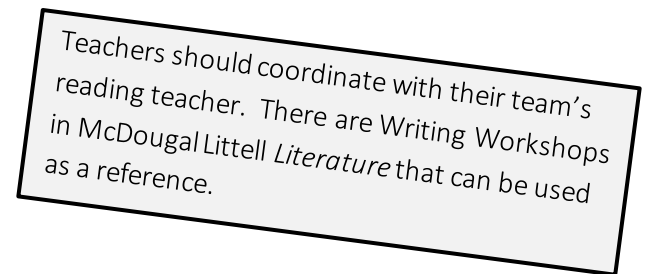 Teachers should coordinate with their team’s
reading teacher.  There are Writing Workshops
in McDougal Littell Literature that can be used
as a reference.